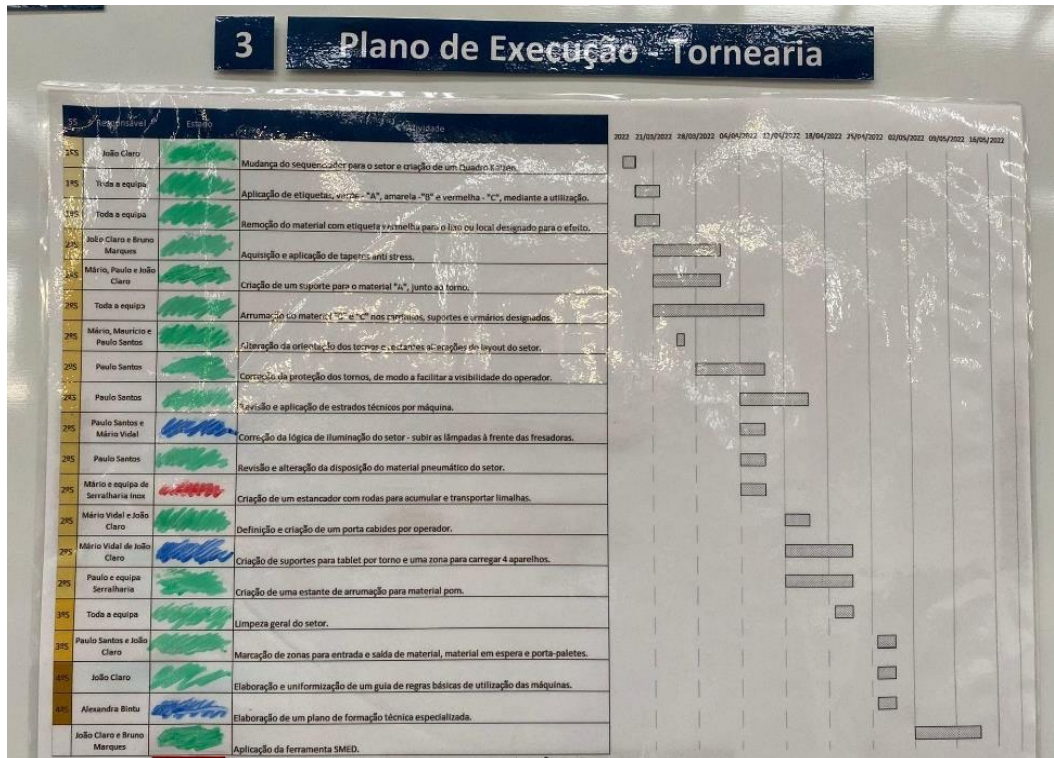 3
Plano de Execução - Tornearia
5S Responsável Estado Atividade
2022 21/03/2022 28/03/2022 04/04/2022 11/04/2022 18/04/2022 25/04/2022 02/05/2022 09/05/2022 16/05/2022
1ºS João Claro Mudança do sequenciador para o setor e criação de um Quadro Kaizen.
1ºS Toda a equipa Aplicação de etiquetas, verde - "A", amarela -"B" e vermelha - "C", mediante a utilização.
1ºS Toda a equipa Remoção do material com etiqueta vermelha para o lixo ou local designado para o efeito.
2ºS João Claro e Bruno
Marques
Aquisição e aplicação de tapetes anti stress.
2ºS Mário, Paulo e João
Claro
Criação de um suporte para o material "A", junto ao torno.
2ºS Toda a equipa Arrumação do material "B" e "C" nos carrinhos, suportes e armários designados.
2ºS Mário, Maurício e
Paulo Santos
Alteração da orientação dos tornos e restantes alterações do layout do setor.
2ºS Paulo Santos Correção da proteção dos tornos, de modo a facilitar a visibilidade do operador.
2ºS Paulo Santos Revisão e aplicação de estrados técnicos por máquina.
2ºS Paulo Santos e
Mário Vidal
Correção da lógica de iluminação do setor - subir as lâmpadas à frente das fresadoras.
2ºS Paulo Santos Revisão e alteração da disposição do material pneumático do setor.
2ºS Mário e equipa de
Serralharia Inox
Criação de um estancador com rodas para acumular e transportar limalhas.
2ºS Mário Vidal e João
Claro
Definição e criação de um porta cabides por operador.
2ºS Mário Vidal de João
Claro
Criação de suportes para tablet por torno e uma zona para carregar 4 aparelhos.
2ºS Paulo e equipa
Serralharia
Criação de uma estante de arrumação para material pom.
3ºS Toda a equipa Limpeza geral do setor.
3ºS Paulo Santos e João
Claro
Marcação de zonas para entrada e saída de material, material em espera e porta-paletes.
4ºS João Claro Elaboração e uniformização de um guia de regras básicas de utilização das máquinas.
4ºS Alexandra Bintu Elaboração de um plano de formação técnica especializada.
João Claro e Bruno
Marques
Aplicação da ferramenta SMED.